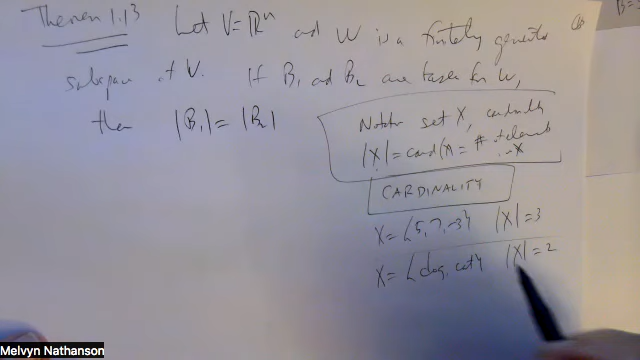 Theorem 1.13 Let V=ℝⁿ and W is a finitely generated
subspace of V. If B₁ and B₂ are bases for W,
then |B₁| = |B₂|
Notation set X, cardinality
|X| = card(X) = # elements
in X
CARDINALITY
X = {5, 7, -3} |X| = 3
X = {dog, cat} |X| = 2
Melvyn Nathanson